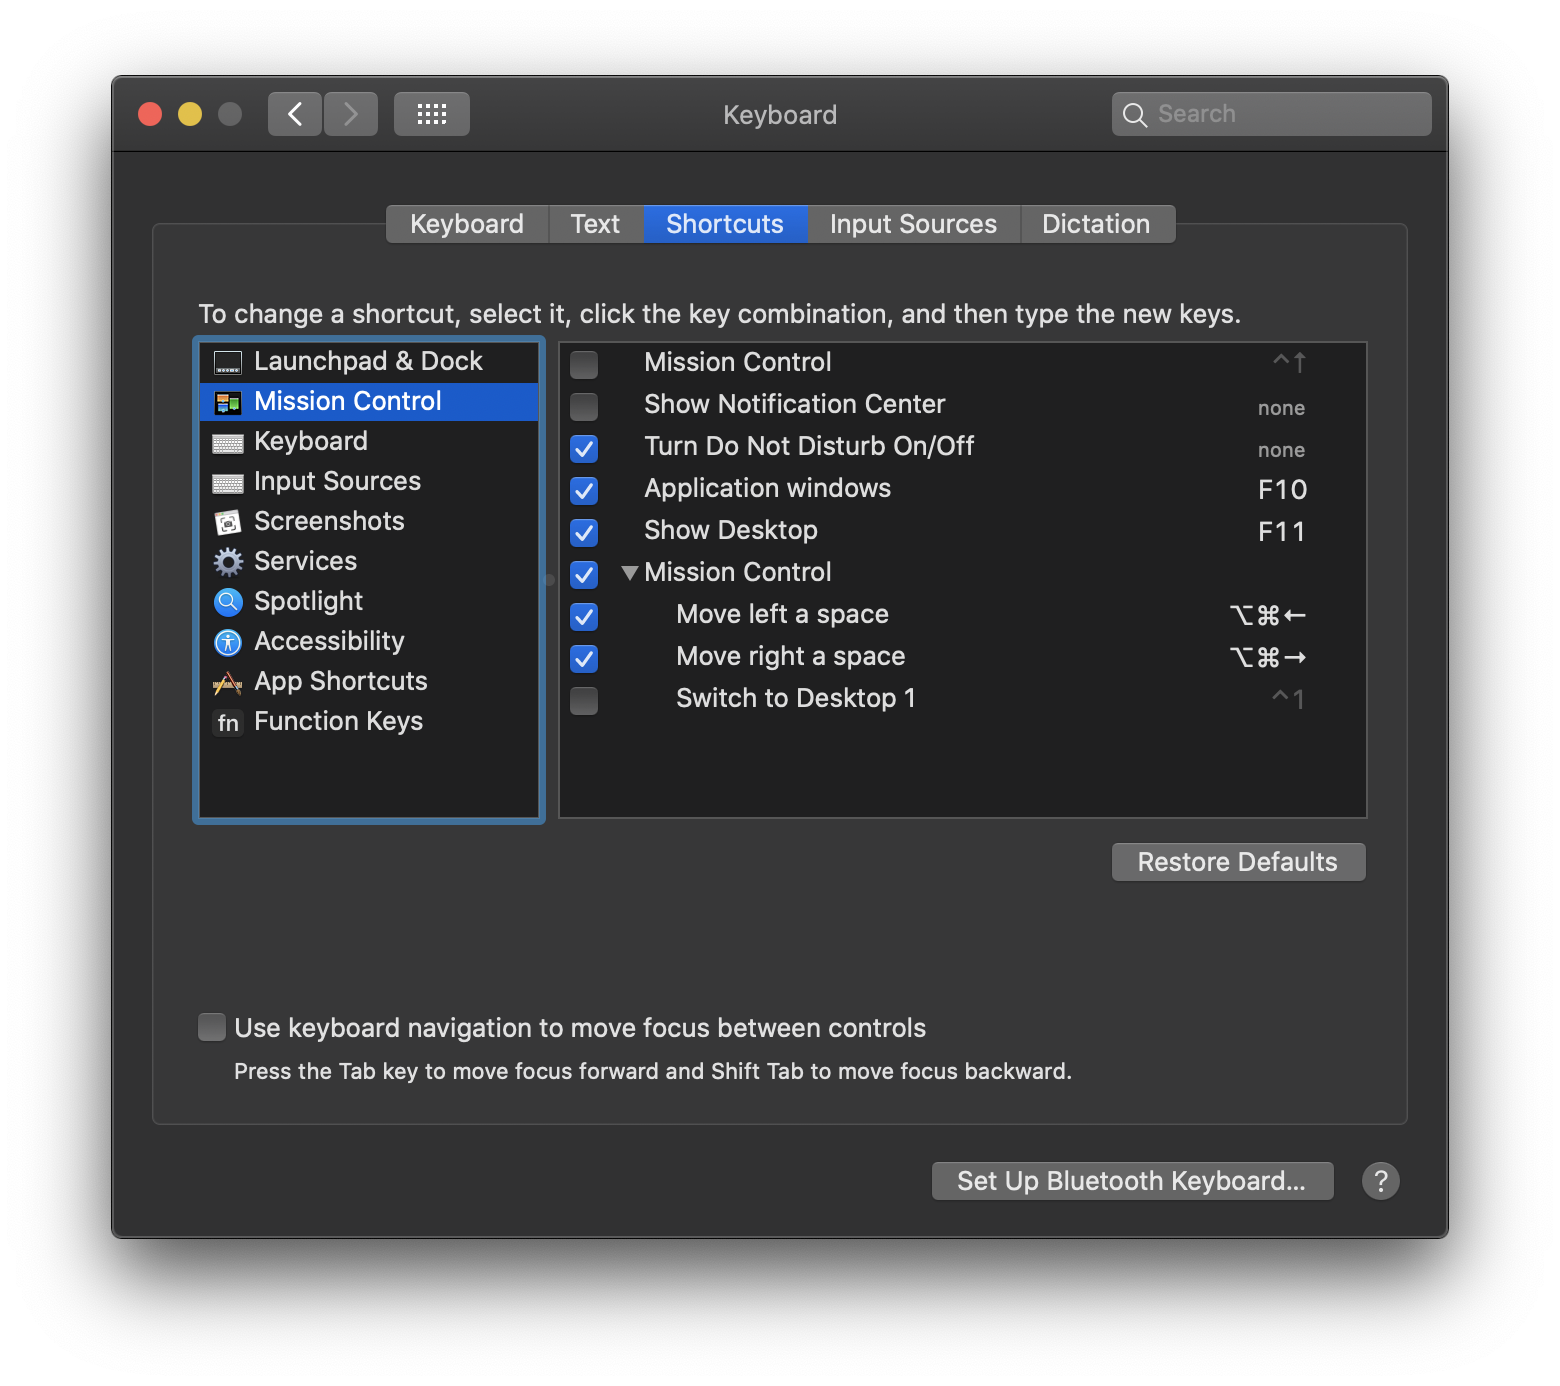 Keyboard
Search
Keyboard Text Shortcuts Input Sources Dictation
To change a shortcut, select it, click the key combination, and then type the new keys.
Launchpad & Dock
Mission Control
Keyboard
Input Sources
Screenshots
Services
Spotlight
Accessibility
App Shortcuts
fn Function Keys
Mission Control ^↑
Show Notification Center none
Turn Do Not Disturb On/Off none
Application windows F10
Show Desktop F11
Mission Control
Move left a space ⌥⌘←
Move right a space ⌥⌘→
Switch to Desktop 1 ^1
Restore Defaults
Use keyboard navigation to move focus between controls
Press the Tab key to move focus forward and Shift Tab to move focus backward.
Set Up Bluetooth Keyboard... ?